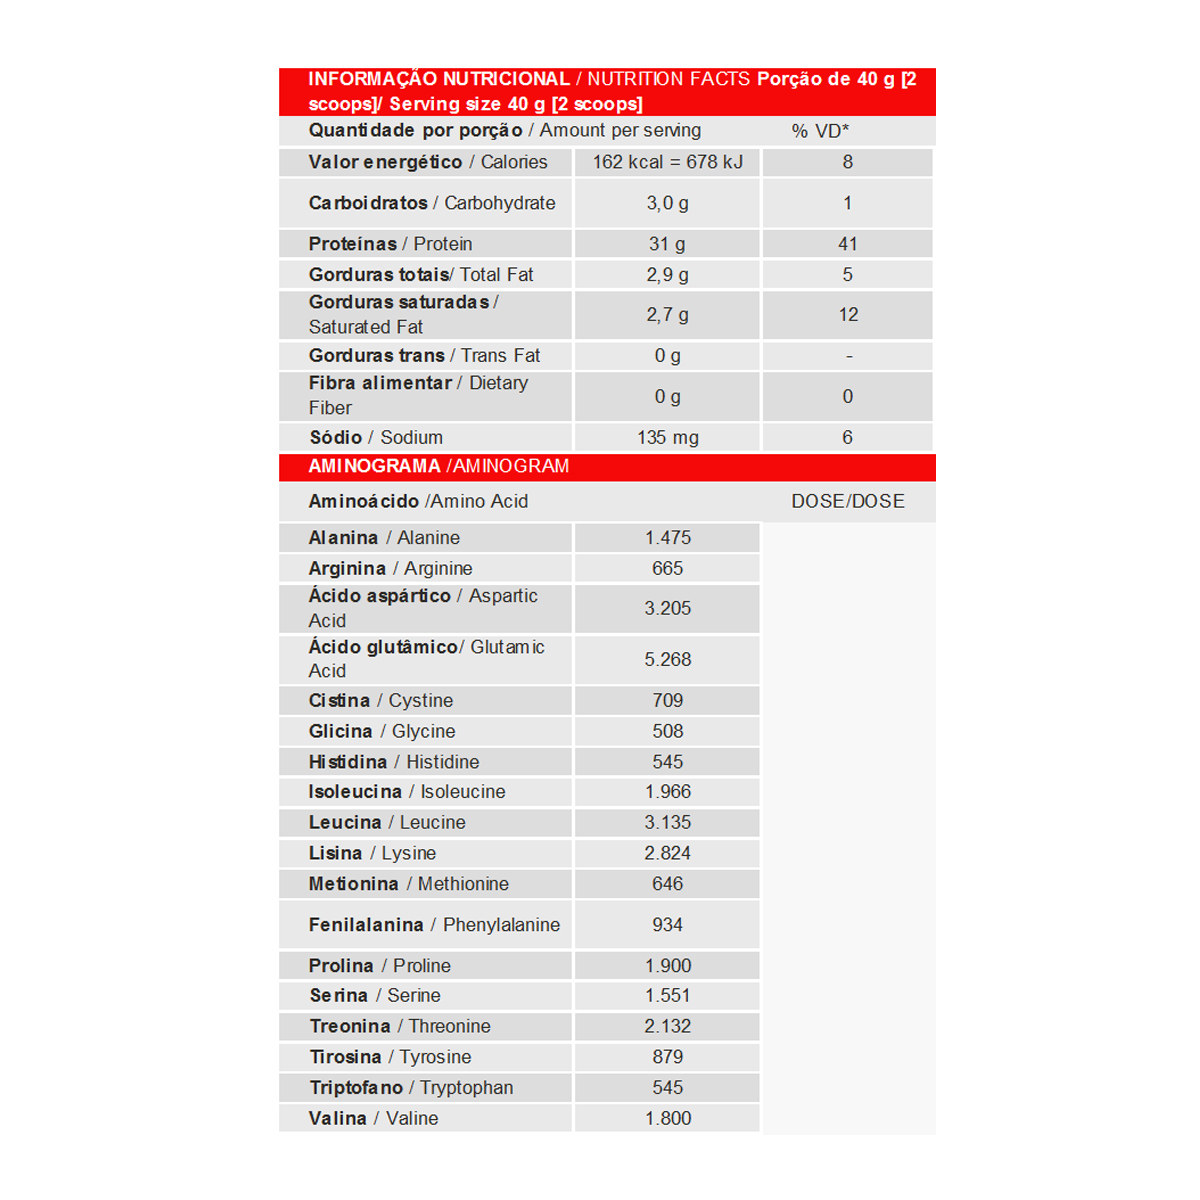 INFORMAÇÃO NUTRICIONAL / NUTRITION FACTS Porção de 40 g [2
scoops]/ Serving size 40 g [2 scoops]
Quantidade por porção / Amount per serving % VD*
Valor energético / Calories 162 kcal = 678 kJ 8
Carboidratos / Carbohydrate 3,0 g 1
Proteínas / Protein 31 g 41
Gorduras totais/ Total Fat 2,9 g 5
Gorduras saturadas /
Saturated Fat 2,7 g 12
Gorduras trans / Trans Fat 0 g -
Fibra alimentar / Dietary
Fiber 0 g 0
Sódio / Sodium 135 mg 6
AMINOGRAMA /AMINOGRAM
Aminoácido /Amino Acid DOSE/DOSE
Alanina / Alanine 1.475
Arginina / Arginine 665
Ácido aspártico / Aspartic
Acid 3.205
Ácido glutâmico/ Glutamic
Acid 5.268
Cistina / Cystine 709
Glicina / Glycine 508
Histidina / Histidine 545
Isoleucina / Isoleucine 1.966
Leucina / Leucine 3.135
Lisina / Lysine 2.824
Metionina / Methionine 646
Fenilalanina / Phenylalanine 934
Prolina / Proline 1.900
Serina / Serine 1.551
Treonina / Threonine 2.132
Tirosina / Tyrosine 879
Triptofano / Tryptophan 545
Valina / Valine 1.800